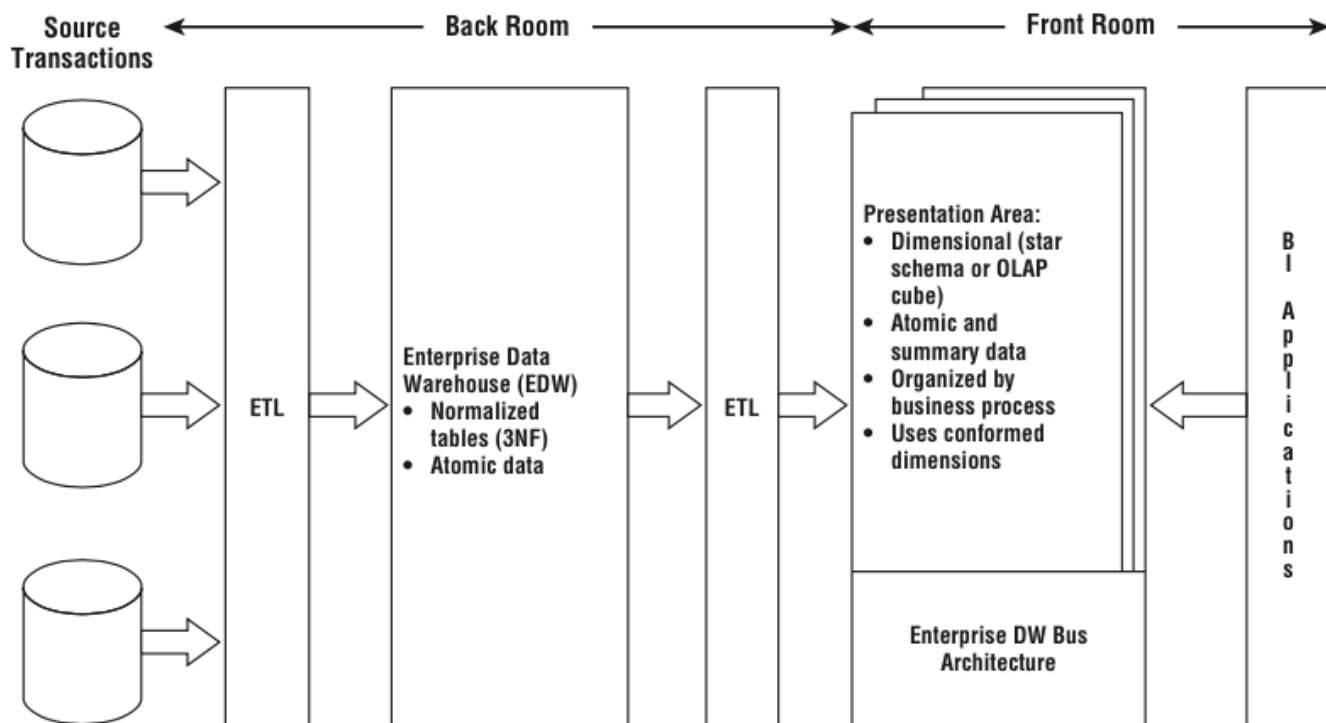 Source
Transactions
Back Room
Front Room
ETL
Enterprise Data
Warehouse (EDW)
• Normalized
tables (3NF)
• Atomic data
ETL
Presentation Area:
• Dimensional (star
schema or OLAP
cube)
• Atomic and
summary data
• Organized by
business process
• Uses conformed
dimensions
Enterprise DW Bus
Architecture
BI Applications